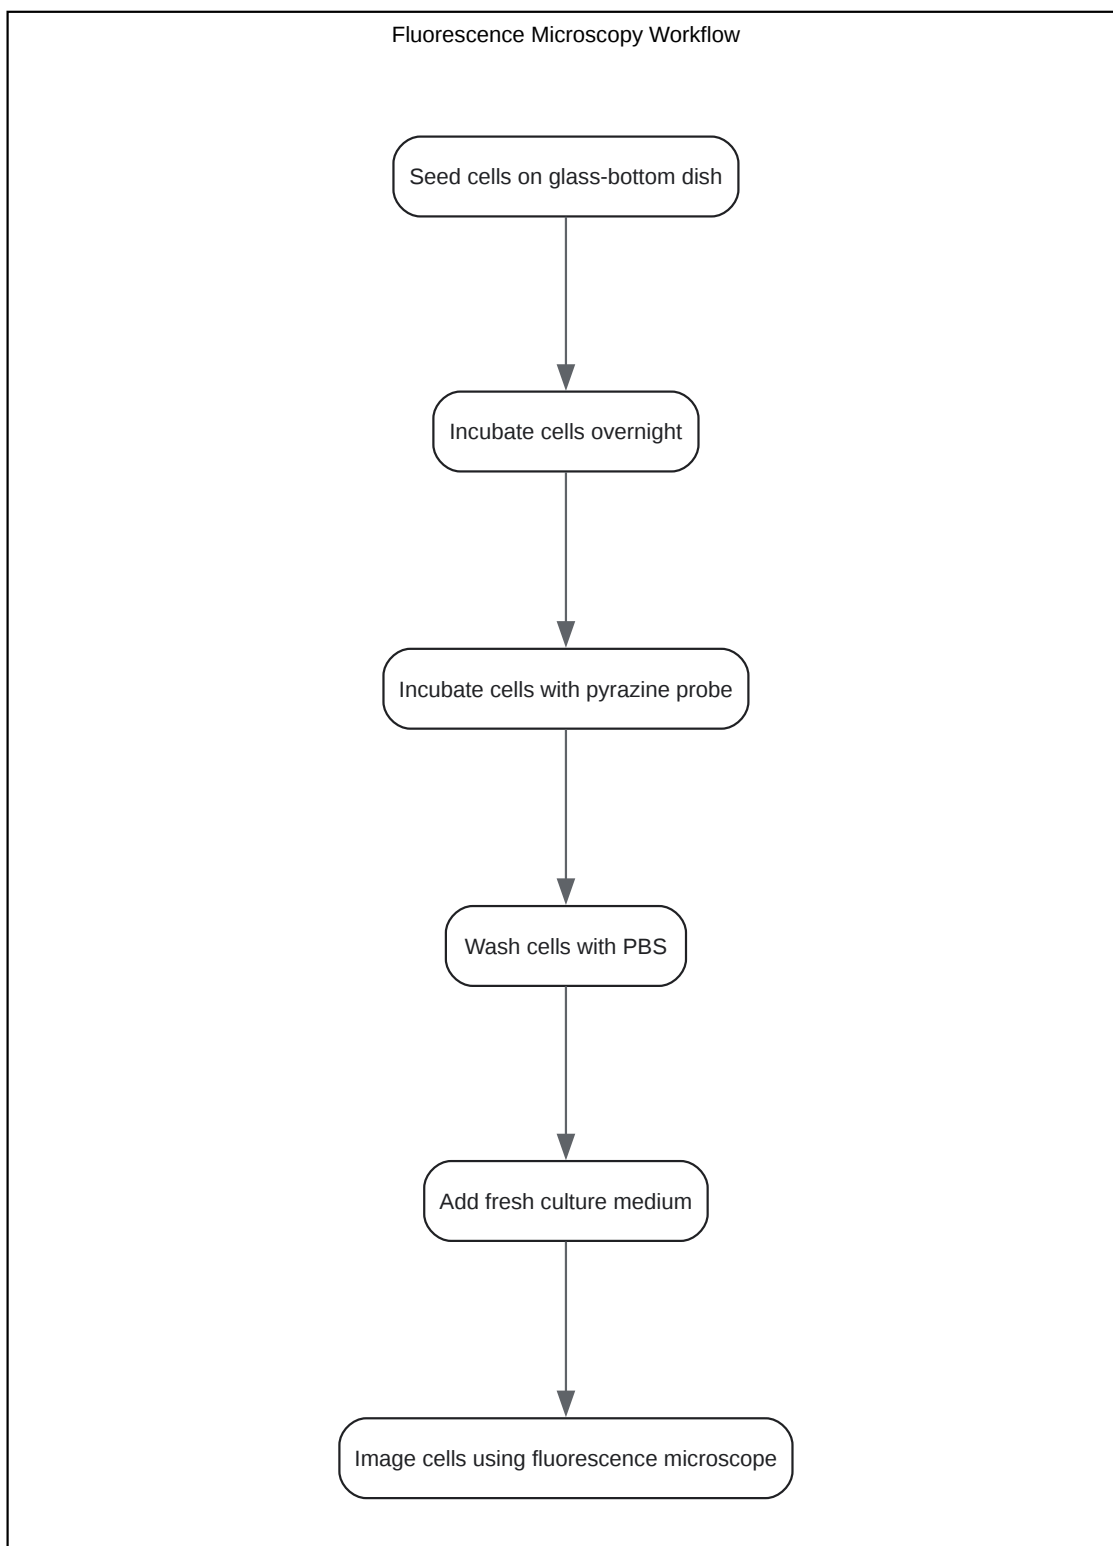 Fluorescence Microscopy Workflow
Seed cells on glass-bottom dish
Incubate cells overnight
Incubate cells with pyrazine probe
Wash cells with PBS
Add fresh culture medium
Image cells using fluorescence microscope